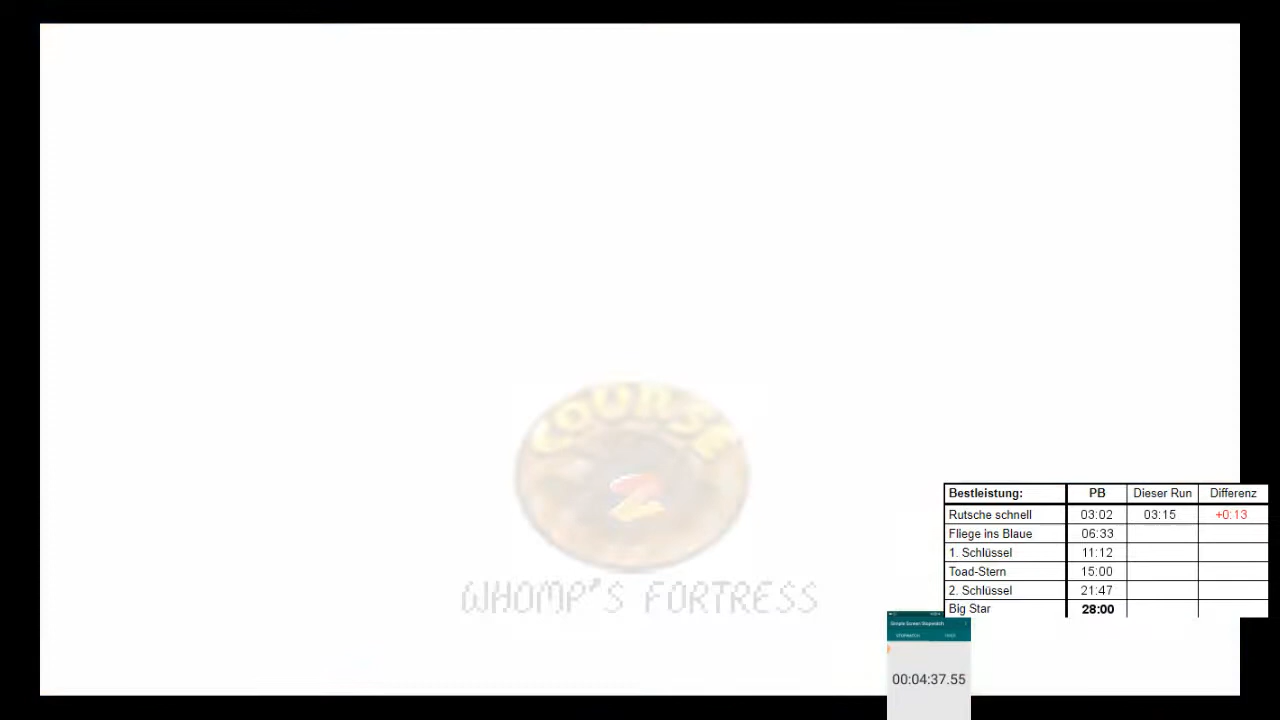 COURSE
2
WHOMP'S FORTRESS
Bestleistung: PB Dieser Run Differenz
Rutsche schnell 03:02 03:15 +0:13
Fliege ins Blaue 06:33
1. Schlüssel 11:12
Toad-Stern 15:00
2. Schlüssel 21:47
Big Star 28:00
STOPWATCH
00:04:37.55